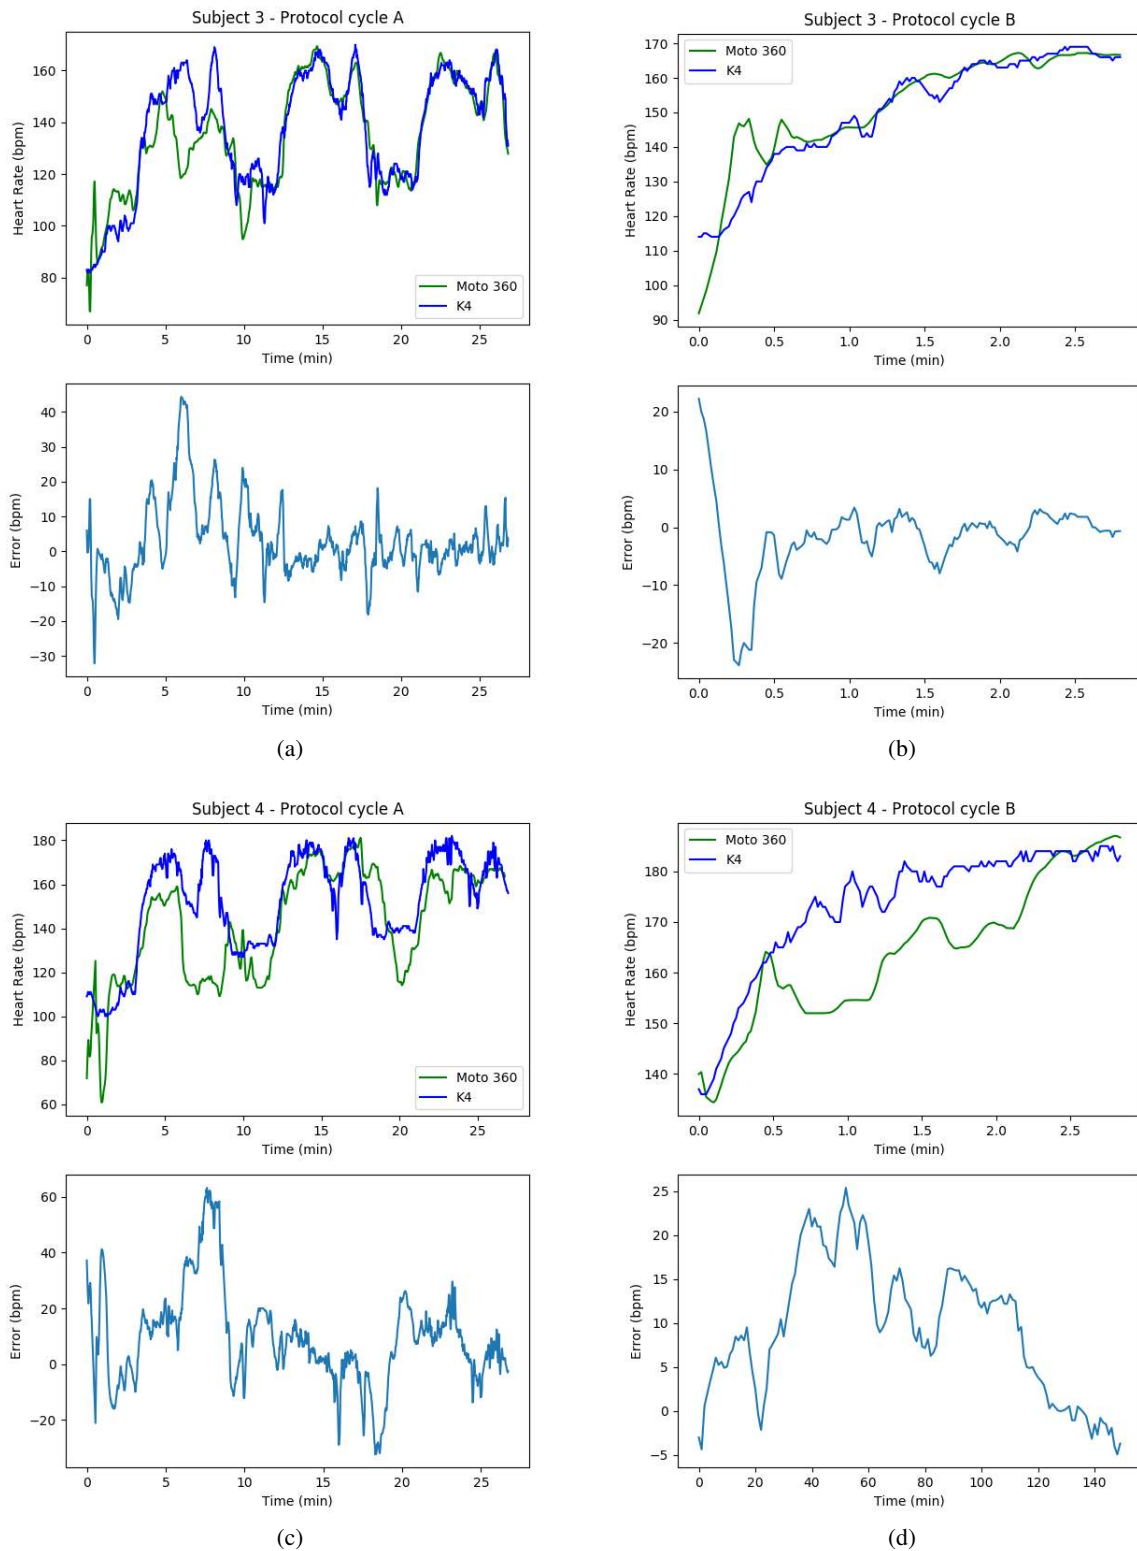 Subject 3 - Protocol cycle A
Heart Rate (bpm)
160
140
120
100
80
Moto 360
K4
0 5 10 15 20 25
Time (min)
Error (bpm)
40
30
20
10
0
−10
−20
−30
0 5 10 15 20 25
Time (min)
(a)
Subject 3 - Protocol cycle B
Heart Rate (bpm)
170
160
150
140
130
120
110
100
90
Moto 360
K4
0.0 0.5 1.0 1.5 2.0 2.5
Time (min)
Error (bpm)
20
10
0
−10
−20
0.0 0.5 1.0 1.5 2.0 2.5
Time (min)
(b)
Subject 4 - Protocol cycle A
Heart Rate (bpm)
180
160
140
120
100
80
60
Moto 360
K4
0 5 10 15 20 25
Time (min)
Error (bpm)
60
40
20
0
−20
0 5 10 15 20 25
Time (min)
(c)
Subject 4 - Protocol cycle B
Heart Rate (bpm)
180
170
160
150
140
Moto 360
K4
0.0 0.5 1.0 1.5 2.0 2.5
Time (min)
Error (bpm)
25
20
15
10
5
0
−5
0 20 40 60 80 100 120 140
Time (min)
(d)